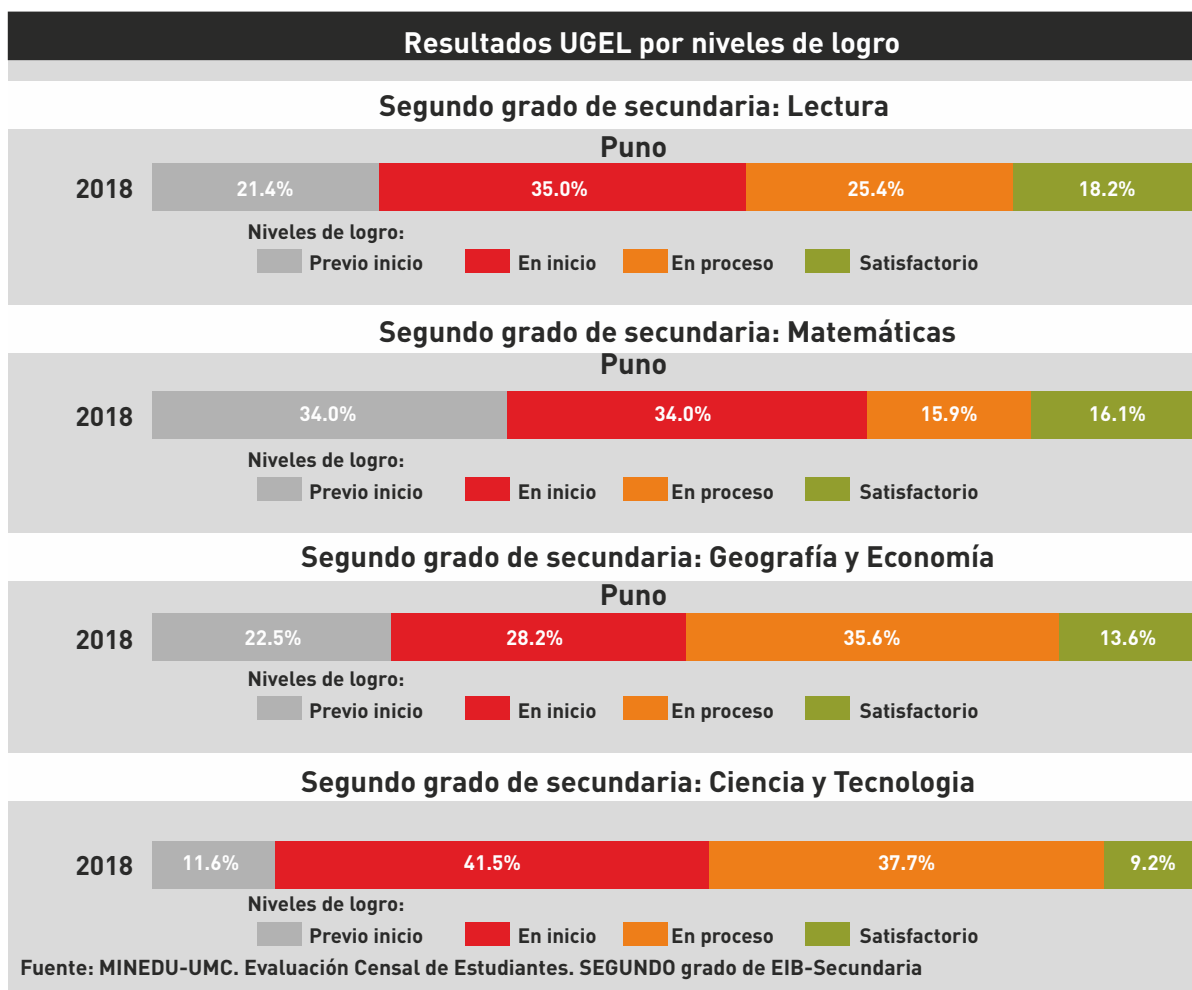 Resultados UGEL por niveles de logro
Segundo grado de secundaria: Lectura
Puno
2018 21.4% 35.0% 25.4% 18.2%
Niveles de logro:
Previo inicio En inicio En proceso Satisfactorio
Segundo grado de secundaria: Matemáticas
Puno
2018 34.0% 34.0% 15.9% 16.1%
Niveles de logro:
Previo inicio En inicio En proceso Satisfactorio
Segundo grado de secundaria: Geografía y Economía
Puno
2018 22.5% 28.2% 35.6% 13.6%
Niveles de logro:
Previo inicio En inicio En proceso Satisfactorio
Segundo grado de secundaria: Ciencia y Tecnologia
2018 11.6% 41.5% 37.7% 9.2%
Niveles de logro:
Previo inicio En inicio En proceso Satisfactorio
Fuente: MINEDU-UMC. Evaluación Censal de Estudiantes. SEGUNDO grado de EIB-Secundaria